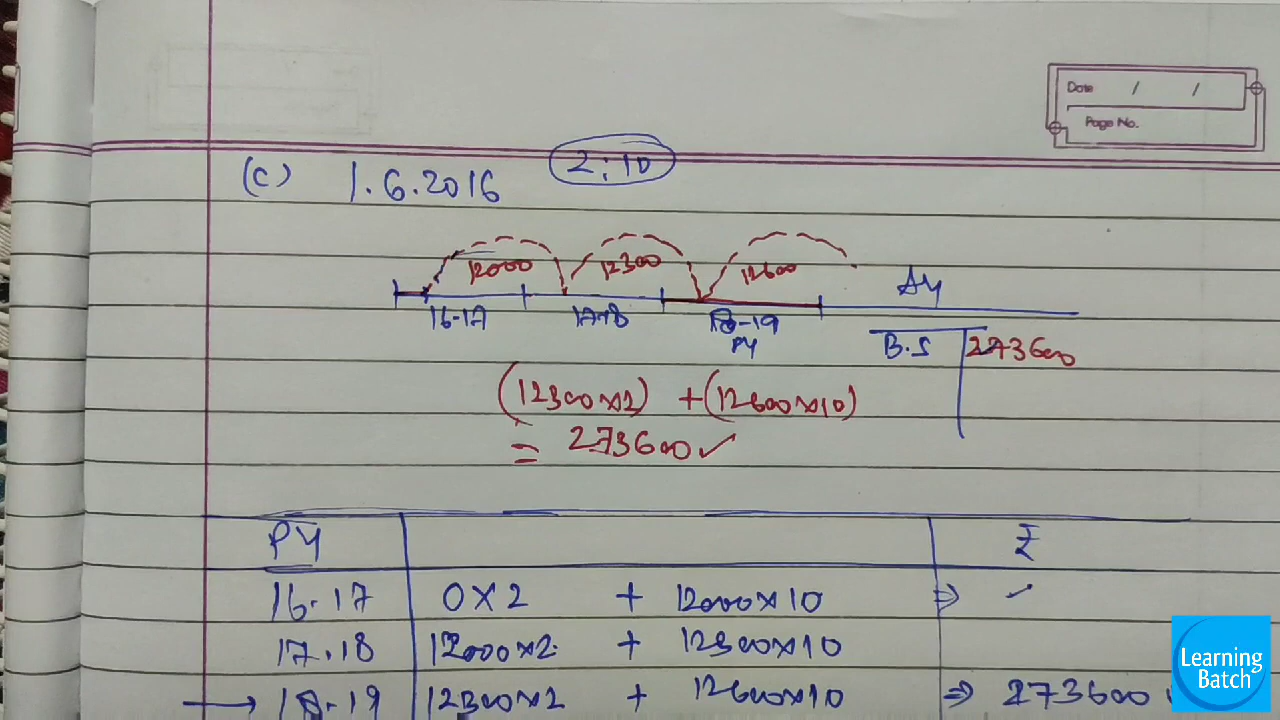 Date / /
Page No.
(c) 1.6.2016 2:10
12000 12300 12600
AY
16-17 17-18 18-19
PY
B.S 273600
(12300×2) + (12600×10)
= 273600 ✓
PY ₹
16-17 0×2 + 12000×10 ⇒ ✓
17-18 12000×2 + 12300×10
→ 18-19 12300×2 + 12600×10 ⇒ 273600
Learning
Batch